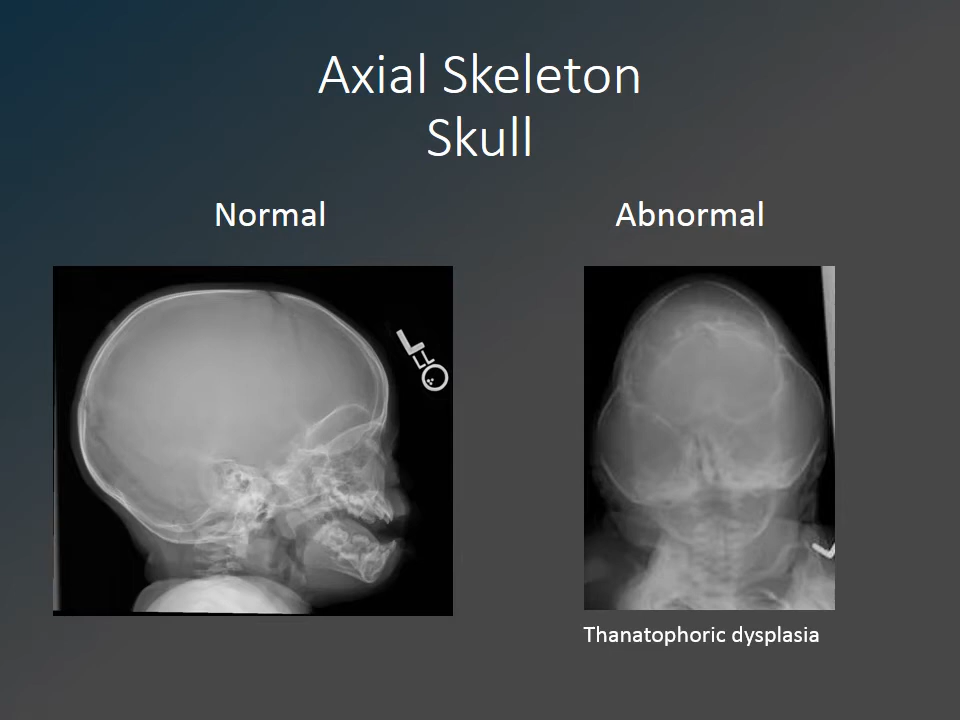 Axial Skeleton
Skull
Normal
Abnormal
L
Thanatophoric dysplasia